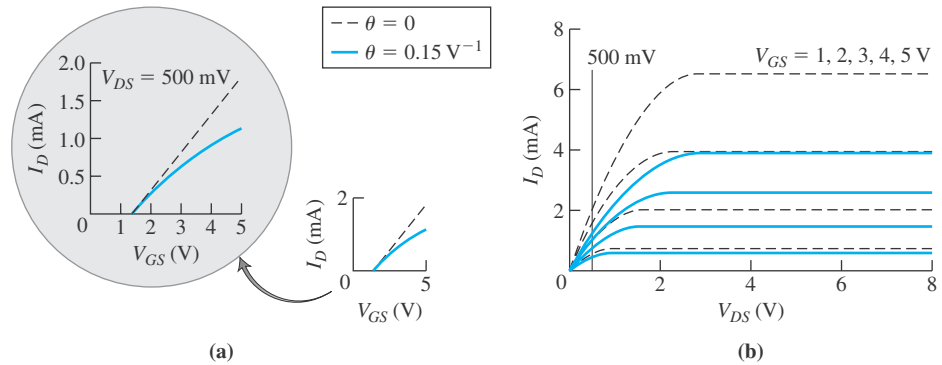 θ = 0
θ = 0.15 V⁻¹
V_DS = 500 mV
I_D (mA)
2.0
1.5
1.0
0.5
0
1 2 3 4 5
V_GS (V)
2
I_D (mA)
0
5
V_GS (V)
(a)
500 mV
V_GS = 1, 2, 3, 4, 5 V
I_D (mA)
8
6
4
2
0
2 4 6 8
V_DS (V)
(b)